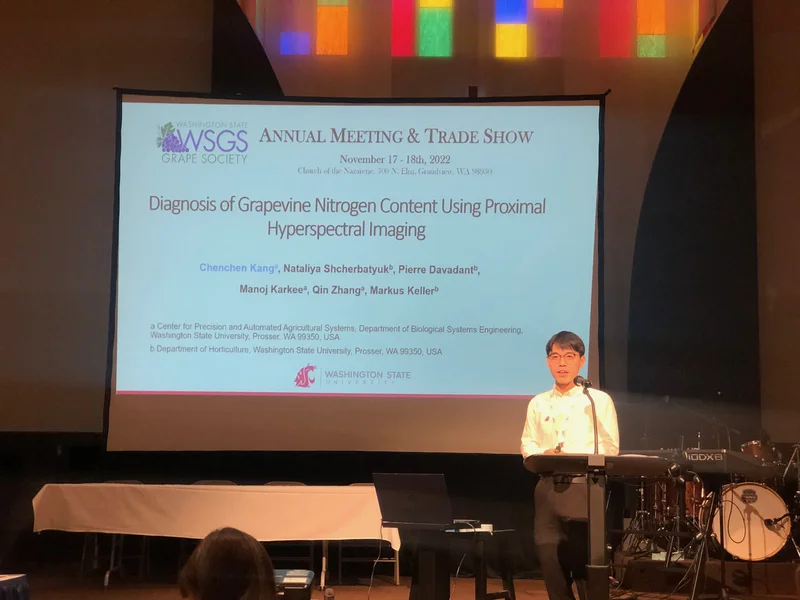 WASHINGTON STATE
WSGS
GRAPE SOCIETY
ANNUAL MEETING & TRADE SHOW
November 17 - 18th, 2022
Church of the Nazarene, 500 N. Elm, Grandview, WA 98930
Diagnosis of Grapevine Nitrogen Content Using Proximal
Hyperspectral Imaging
Chenchen Kangᵃ, Nataliya Shcherbatyukᵇ, Pierre Davadantᵇ,
Manoj Karkeeᵃ, Qin Zhangᵃ, Markus Kellerᵇ
a Center for Precision and Automated Agricultural Systems, Department of Biological Systems Engineering,
Washington State University, Prosser, WA 99350, USA
b Department of Horticulture, Washington State University, Prosser, WA 99350, USA
WASHINGTON STATE
UNIVERSITY